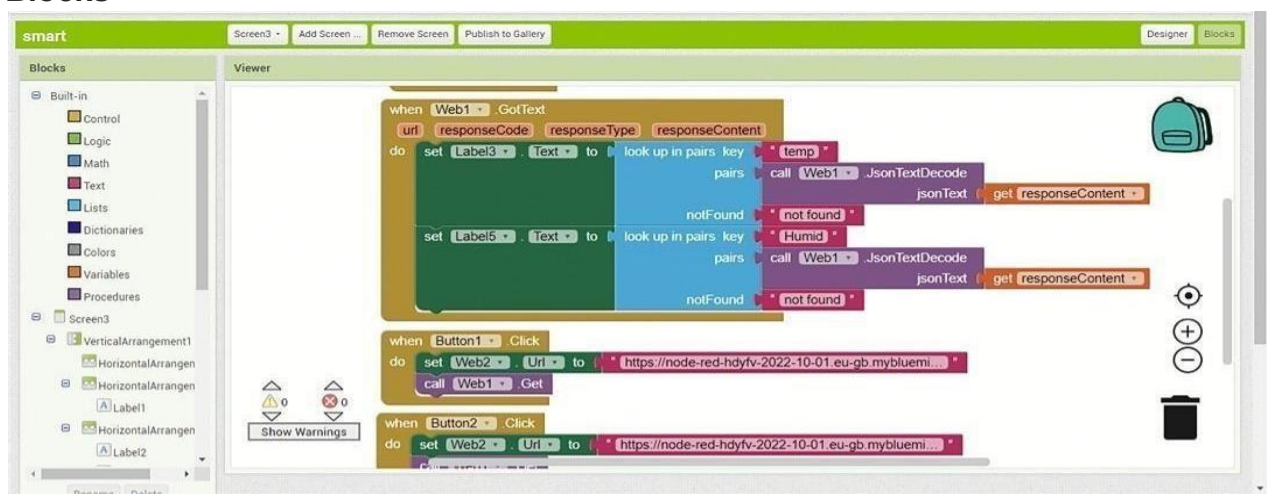 Blocks
smart Screen3 Add Screen ... Remove Screen Publish to Gallery Designer Blocks
Blocks Viewer
Built-in
Control
Logic
Math
Text
Lists
Dictionaries
Colors
Variables
Procedures
Screen3
VerticalArrangement1
HorizontalArrangen
HorizontalArrangen
Label1
HorizontalArrangen
Label2
Rename Delete
when Web1 .GotText
url responseCode responseType responseContent
do set Label3 . Text to look up in pairs key " temp "
pairs call Web1 .JsonTextDecode
jsonText get responseContent
notFound " not found "
set Label5 . Text to look up in pairs key " Humid "
pairs call Web1 .JsonTextDecode
jsonText get responseContent
notFound " not found "
when Button1 .Click
do set Web2 . Url to " https://node-red-hdyfv-2022-10-01.eu-gb.mybluemi... "
call Web1 .Get
when Button2 .Click
do set Web2 . Url to " https://node-red-hdyfv-2022-10-01.eu-gb.mybluemi... "
0 0
Show Warnings